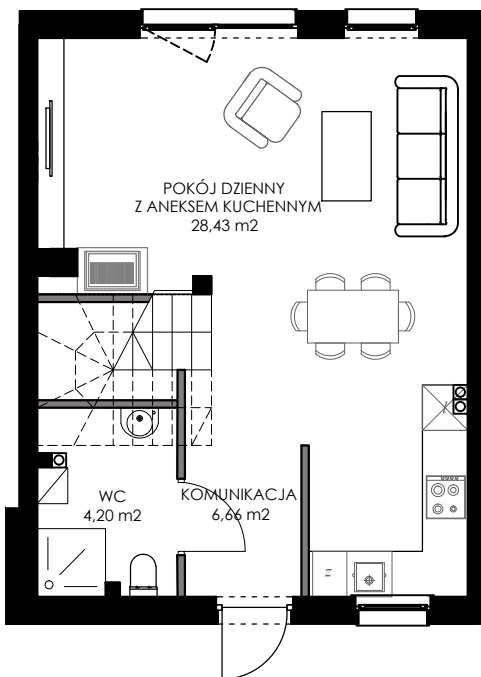 POKÓJ DZIENNY
Z ANEKSEM KUCHENNYM
28,43 m2
WC
4,20 m2
KOMUNIKACJA
6,66 m2
l
z